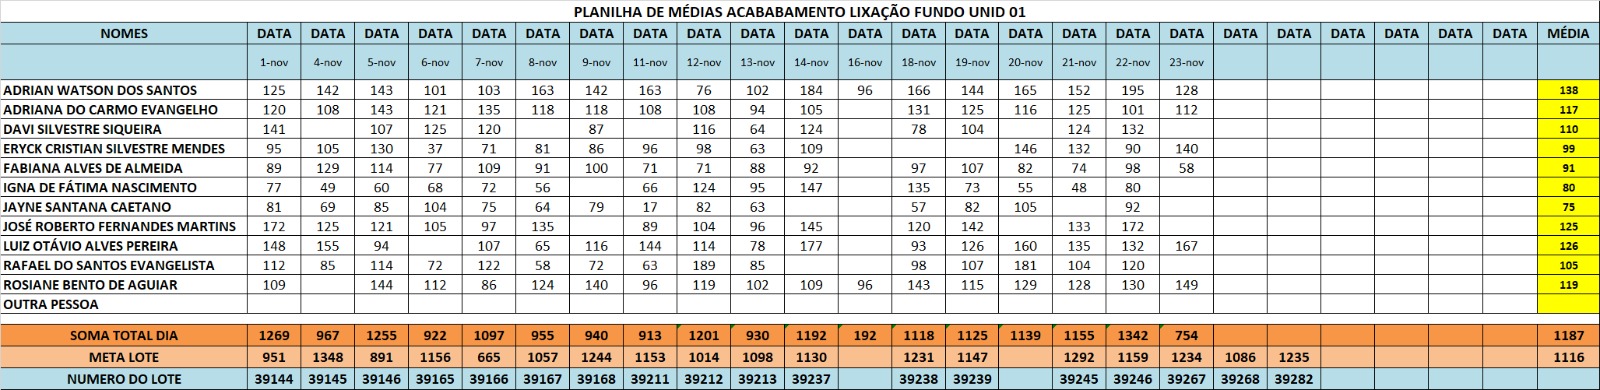 PLANILHA DE MÉDIAS ACABABAMENTO LIXAÇÃO FUNDO UNID 01
NOMES DATA DATA DATA DATA DATA DATA DATA DATA DATA DATA DATA DATA DATA DATA DATA DATA DATA DATA DATA DATA DATA DATA DATA DATA MÉDIA
1-nov 4-nov 5-nov 6-nov 7-nov 8-nov 9-nov 11-nov 12-nov 13-nov 14-nov 16-nov 18-nov 19-nov 20-nov 21-nov 22-nov 23-nov
ADRIAN WATSON DOS SANTOS 125 142 143 101 103 163 142 163 76 102 184 96 166 144 165 152 195 128 138
ADRIANA DO CARMO EVANGELHO 120 108 143 121 135 118 118 108 108 94 105 131 125 116 125 101 112 117
DAVI SILVESTRE SIQUEIRA 141 107 125 120 87 116 64 124 78 104 124 132 110
ERYCK CRISTIAN SILVESTRE MENDES 95 105 130 37 71 81 86 96 98 63 109 146 132 90 140 99
FABIANA ALVES DE ALMEIDA 89 129 114 77 109 91 100 71 71 88 92 97 107 82 74 98 58 91
IGNA DE FÁTIMA NASCIMENTO 77 49 60 68 72 56 66 124 95 147 135 73 55 48 80 80
JAYNE SANTANA CAETANO 81 69 85 104 75 64 79 17 82 63 57 82 105 92 75
JOSÉ ROBERTO FERNANDES MARTINS 172 125 121 105 97 135 89 104 96 145 120 142 133 172 125
LUIZ OTÁVIO ALVES PEREIRA 148 155 94 107 65 116 144 114 78 177 93 126 160 135 132 167 126
RAFAEL DO SANTOS EVANGELISTA 112 85 114 72 122 58 72 63 189 85 98 107 181 104 120 105
ROSIANE BENTO DE AGUIAR 109 144 112 86 124 140 96 119 102 109 96 143 115 129 128 130 149 119
OUTRA PESSOA
SOMA TOTAL DIA 1269 967 1255 922 1097 955 940 913 1201 930 1192 192 1118 1125 1139 1155 1342 754 1187
META LOTE 951 1348 891 1156 665 1057 1244 1153 1014 1098 1130 1231 1147 1292 1159 1234 1086 1235 1116
NUMERO DO LOTE 39144 39145 39146 39165 39166 39167 39168 39211 39212 39213 39237 39238 39239 39245 39246 39267 39268 39282